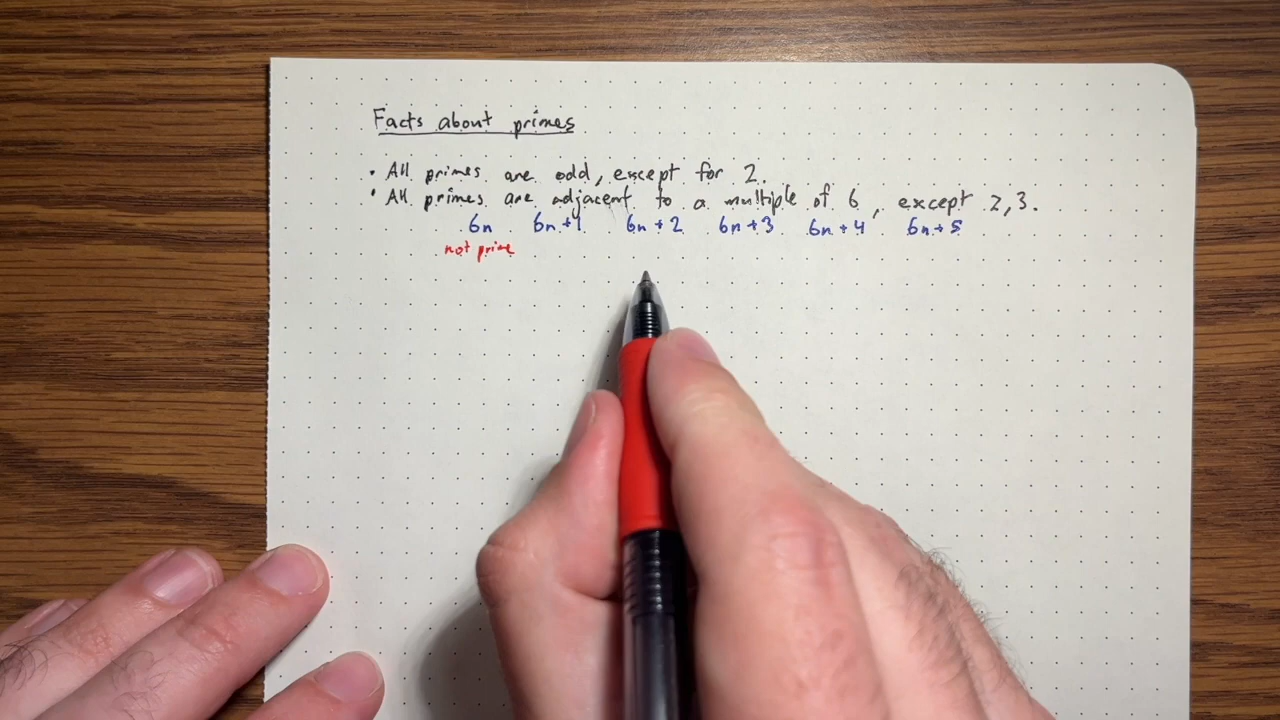 Facts about primes
• All primes are odd, except for 2.
• All primes are adjacent to a multiple of 6, except 2,3.
6n 6n+1 6n+2 6n+3 6n+4 6n+5
not prime